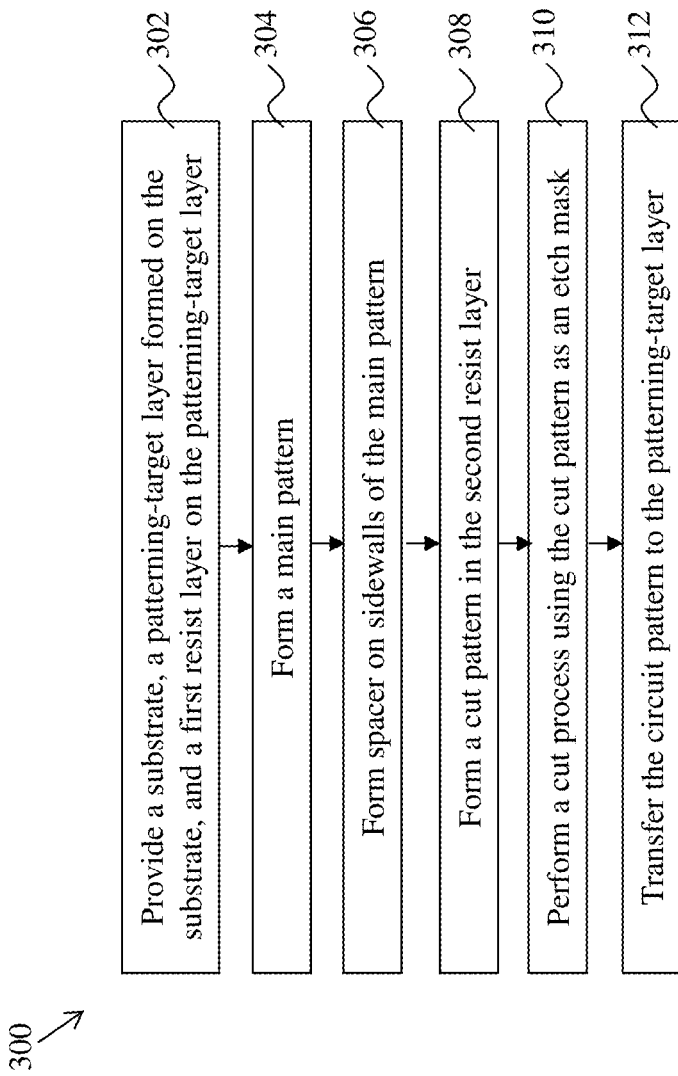 300
Provide a substrate, a patterning-target layer formed on the
substrate, and a first resist layer on the patterning-target layer
302
Form a main pattern
304
Form spacer on sidewalls of the main pattern
306
Form a cut pattern in the second resist layer
308
Perform a cut process using the cut pattern as an etch mask
310
Transfer the circuit pattern to the patterning-target layer
312